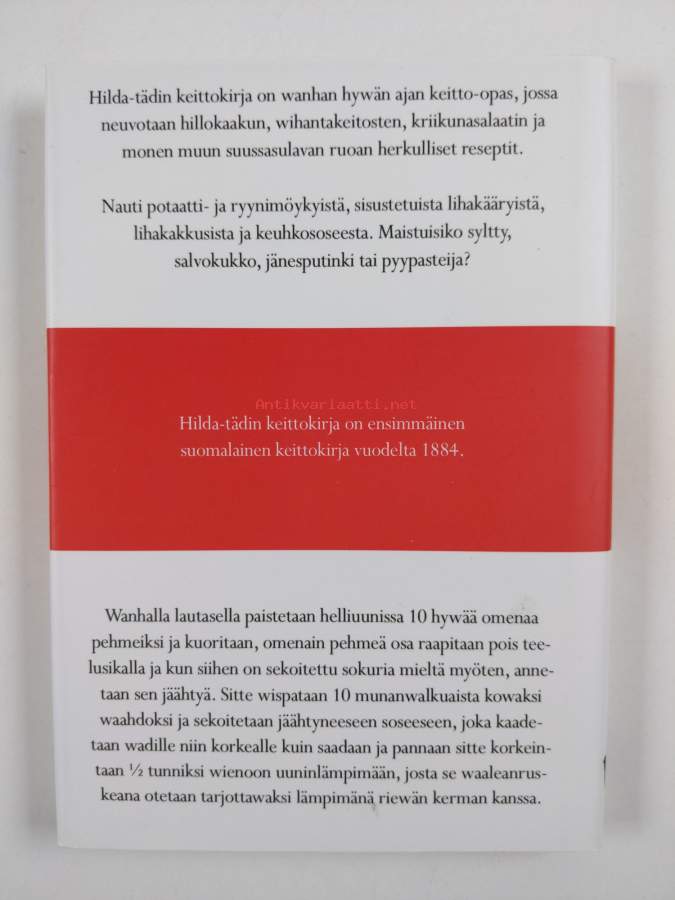 Hilda-tädin keittokirja on wanhan hywän ajan keitto-opas, jossa
neuvotaan hillokaakun, wihantakeitosten, kriikunasalaatin ja
monen muun suussasulavan ruoan herkulliset reseptit.
Nauti potaatti- ja ryynimöykyistä, sisustetuista lihakääryistä,
lihakakkusista ja keuhkososeesta. Maistuisiko syltty,
salvokukko, jänesputinki tai pyypasteija?
Antikvariaatti.net
Hilda-tädin keittokirja on ensimmäinen
suomalainen keittokirja vuodelta 1884.
Wanhalla lautasella paistetaan helliuunissa 10 hywää omenaa
pehmeiksi ja kuoritaan, omenain pehmeä osa raapitaan pois tee-
lusikalla ja kun siihen on sekoitettu sokuria mieltä myöten, anne-
taan sen jäähtyä. Sitte wispataan 10 munanwalkuaista kowaksi
waahdoksi ja sekoitetaan jäähtyneeseen soseeseen, joka kaade-
taan wadille niin korkealle kuin saadaan ja pannaan sitte korkein-
taan ½ tunniksi wienoon uuninlämpimään, josta se waaleanrus-
keana otetaan tarjottawaksi lämpimänä riewän kerman kanssa.